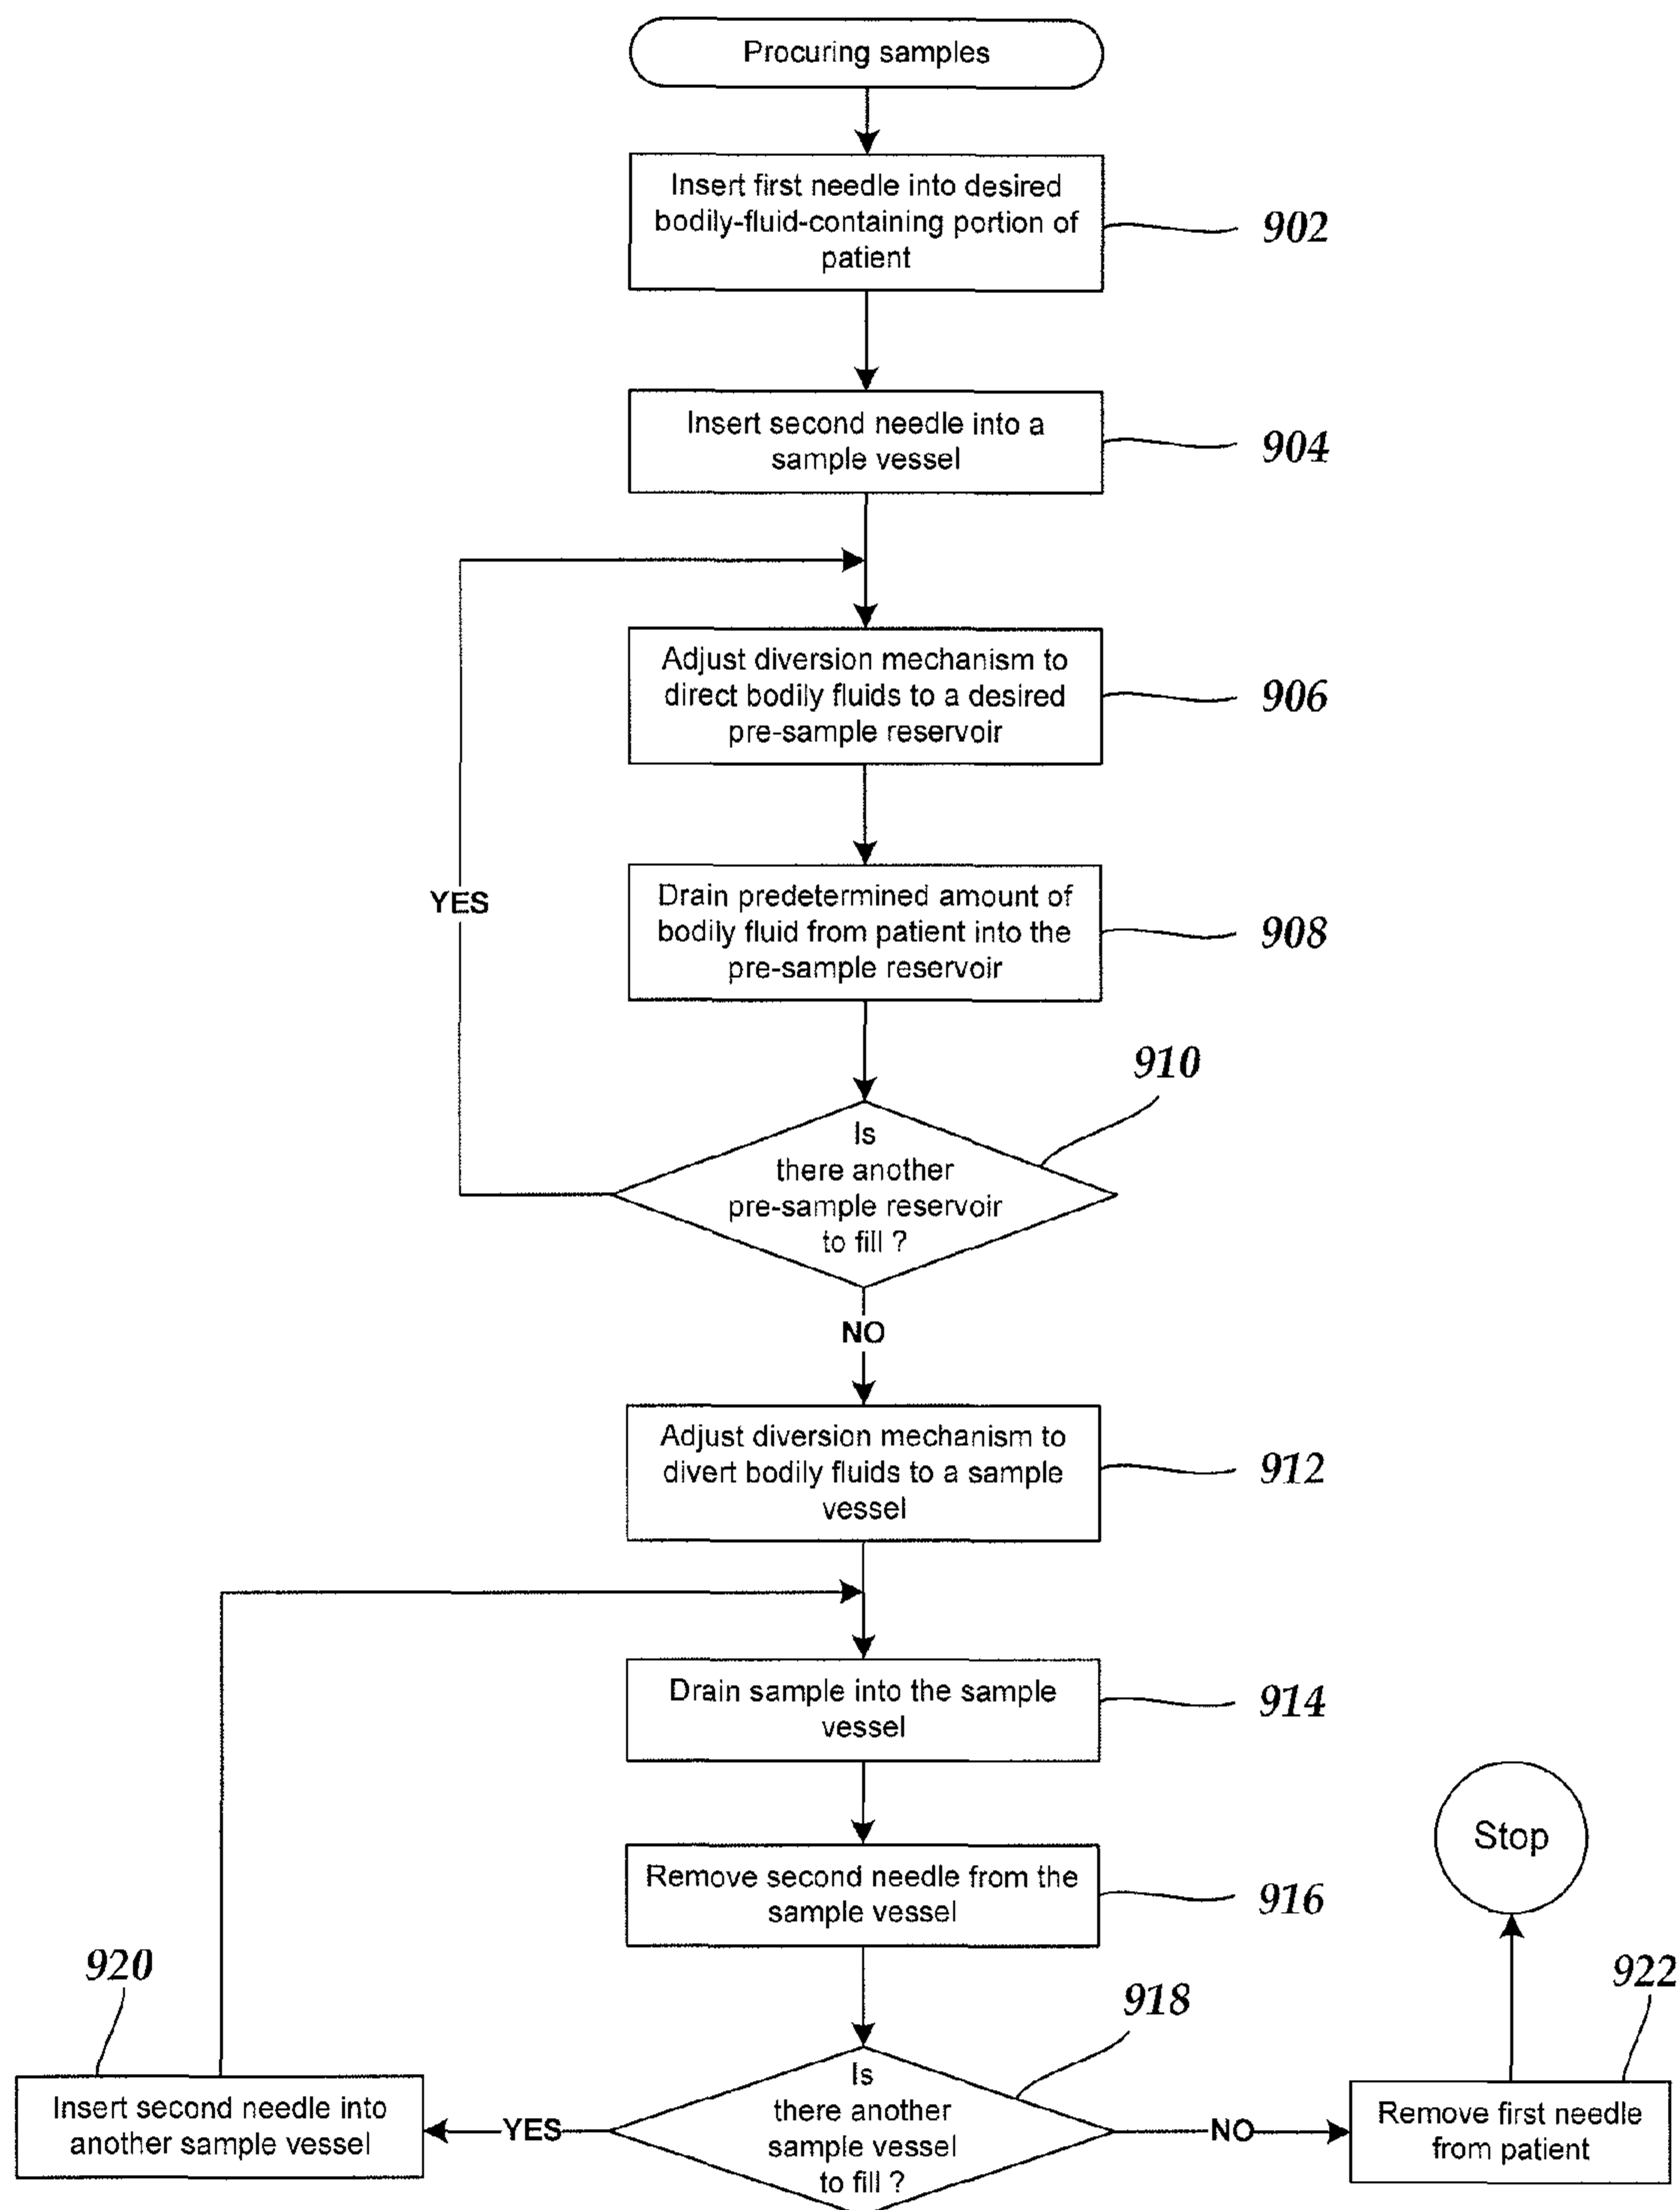 Procuring samples
Insert first needle into desired
bodily-fluid-containing portion of
patient
902
Insert second needle into a
sample vessel
904
Adjust diversion mechanism to
direct bodily fluids to a desired
pre-sample reservoir
906
Drain predetermined amount of
bodily fluid from patient into the
pre-sample reservoir
908
YES
910
Is
there another
pre-sample reservoir
to fill ?
NO
Adjust diversion mechanism to
divert bodily fluids to a sample
vessel
912
Drain sample into the sample
vessel
914
Remove second needle from the
sample vessel
916
Stop
920
918
922
Insert second needle into
another sample vessel
YES
Is
there another
sample vessel
to fill ?
NO
Remove first needle
from patient